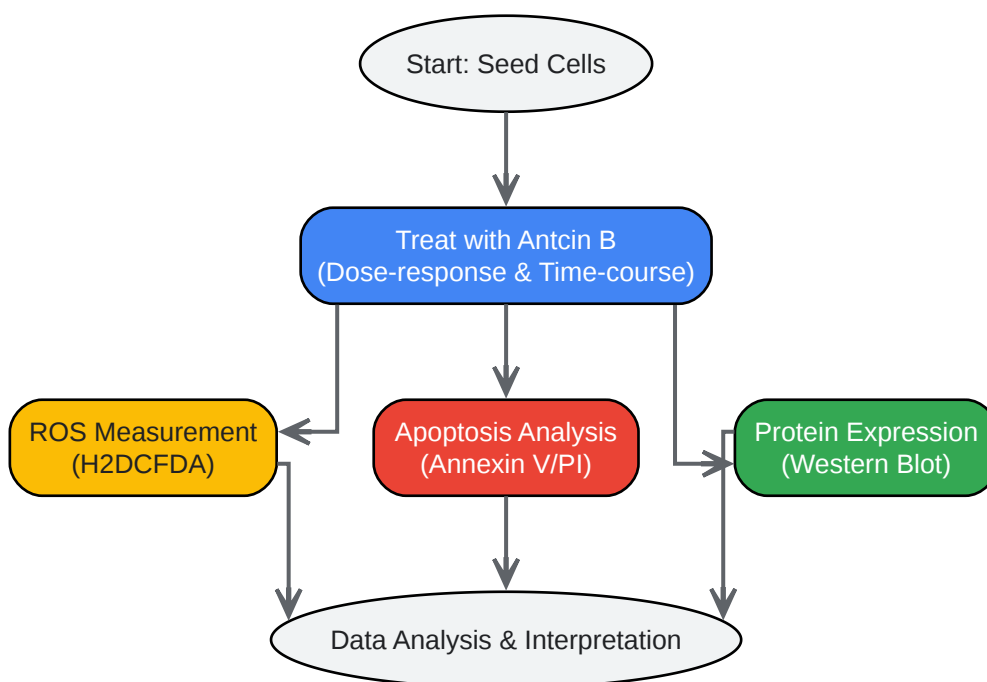 Start: Seed Cells
Treat with Antcin B
(Dose-response & Time-course)
ROS Measurement
(H2DCFDA)
Apoptosis Analysis
(Annexin V/PI)
Protein Expression
(Western Blot)
Data Analysis & Interpretation